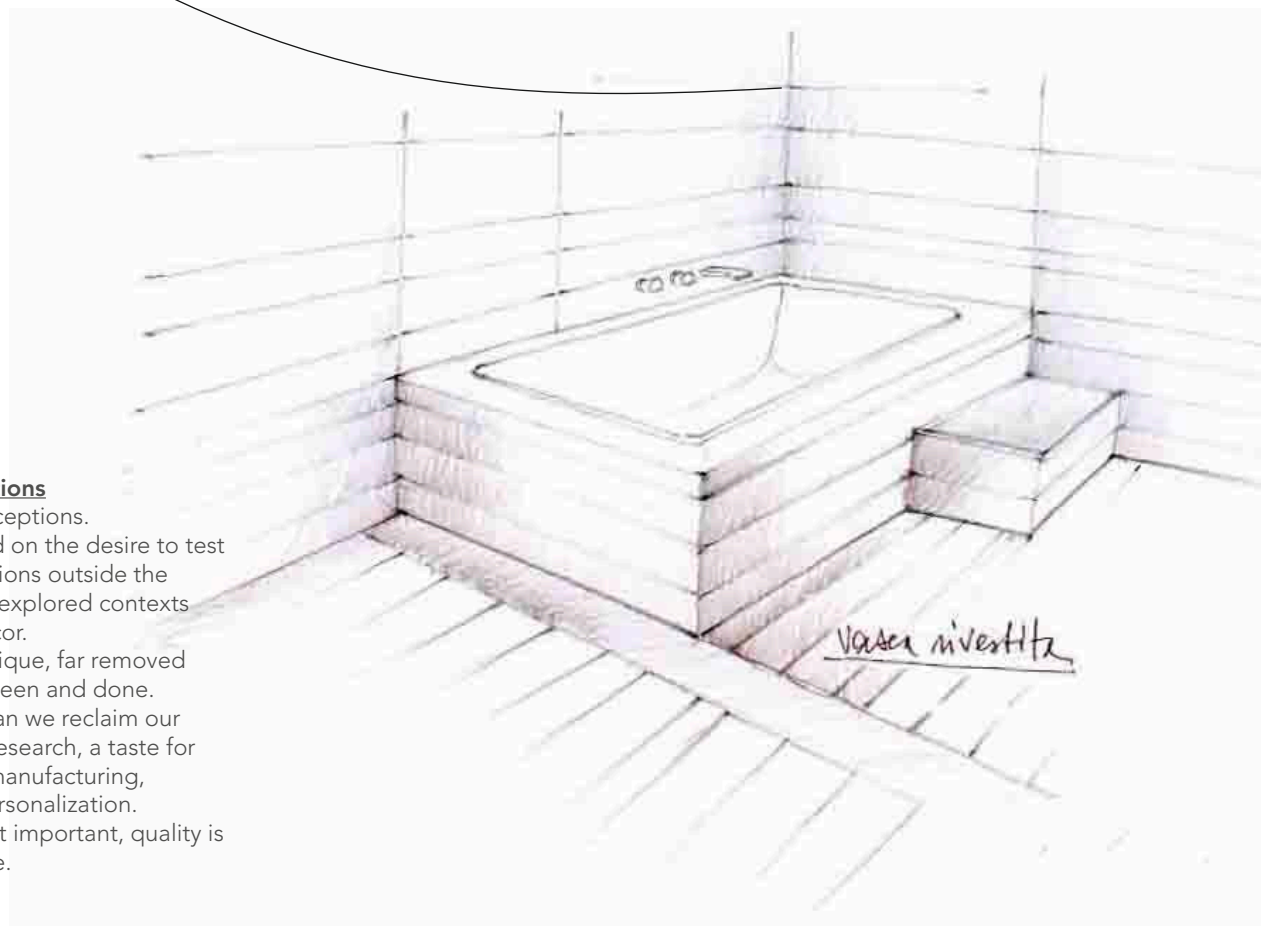 ions
ceptions.
d on the desire to test
ions outside the
explored contexts
cor.
ique, far removed
een and done.
an we reclaim our
esearch, a taste for
manufacturing,
rsonalization.
t important, quality is
e.
vasca rivestita